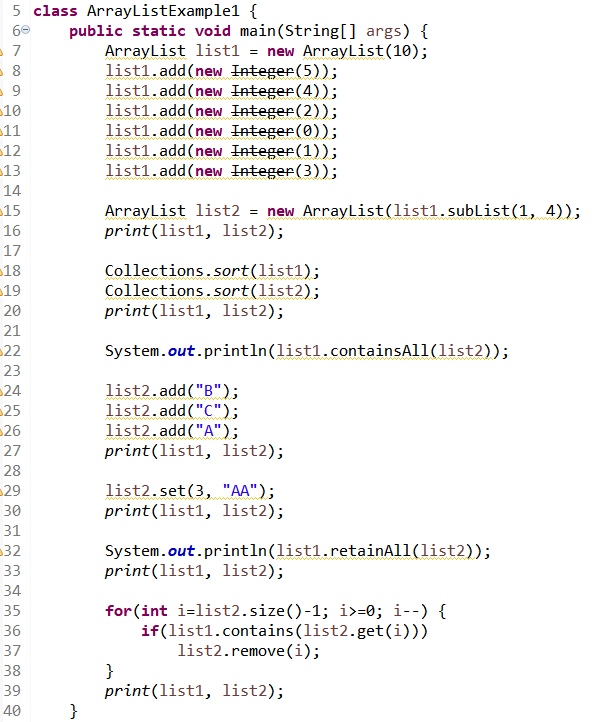 5 class ArrayListExample1 {
6 public static void main(String[] args) {
7 ArrayList list1 = new ArrayList(10);
8 list1.add(new Integer(5));
9 list1.add(new Integer(4));
10 list1.add(new Integer(2));
11 list1.add(new Integer(0));
12 list1.add(new Integer(1));
13 list1.add(new Integer(3));
14
15 ArrayList list2 = new ArrayList(list1.subList(1, 4));
16 print(list1, list2);
17
18 Collections.sort(list1);
19 Collections.sort(list2);
20 print(list1, list2);
21
22 System.out.println(list1.containsAll(list2));
23
24 list2.add("B");
25 list2.add("C");
26 list2.add("A");
27 print(list1, list2);
28
29 list2.set(3, "AA");
30 print(list1, list2);
31
32 System.out.println(list1.retainAll(list2));
33 print(list1, list2);
34
35 for(int i=list2.size()-1; i>=0; i--) {
36 if(list1.contains(list2.get(i)))
37 list2.remove(i);
38 }
39 print(list1, list2);
40 }